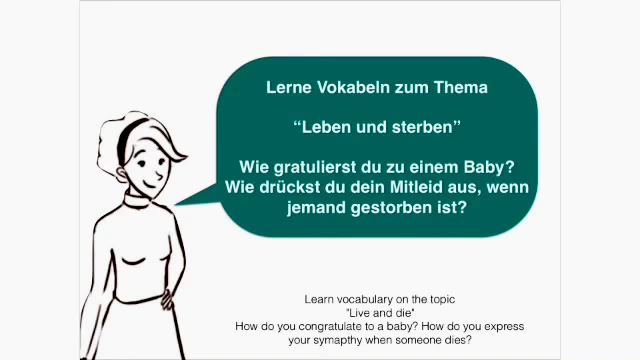 Lerne Vokabeln zum Thema
“Leben und sterben”
Wie gratulierst du zu einem Baby?
Wie drückst du dein Mitleid aus, wenn
jemand gestorben ist?
Learn vocabulary on the topic
"Live and die"
How do you congratulate to a baby? How do you express
your symapthy when someone dies?